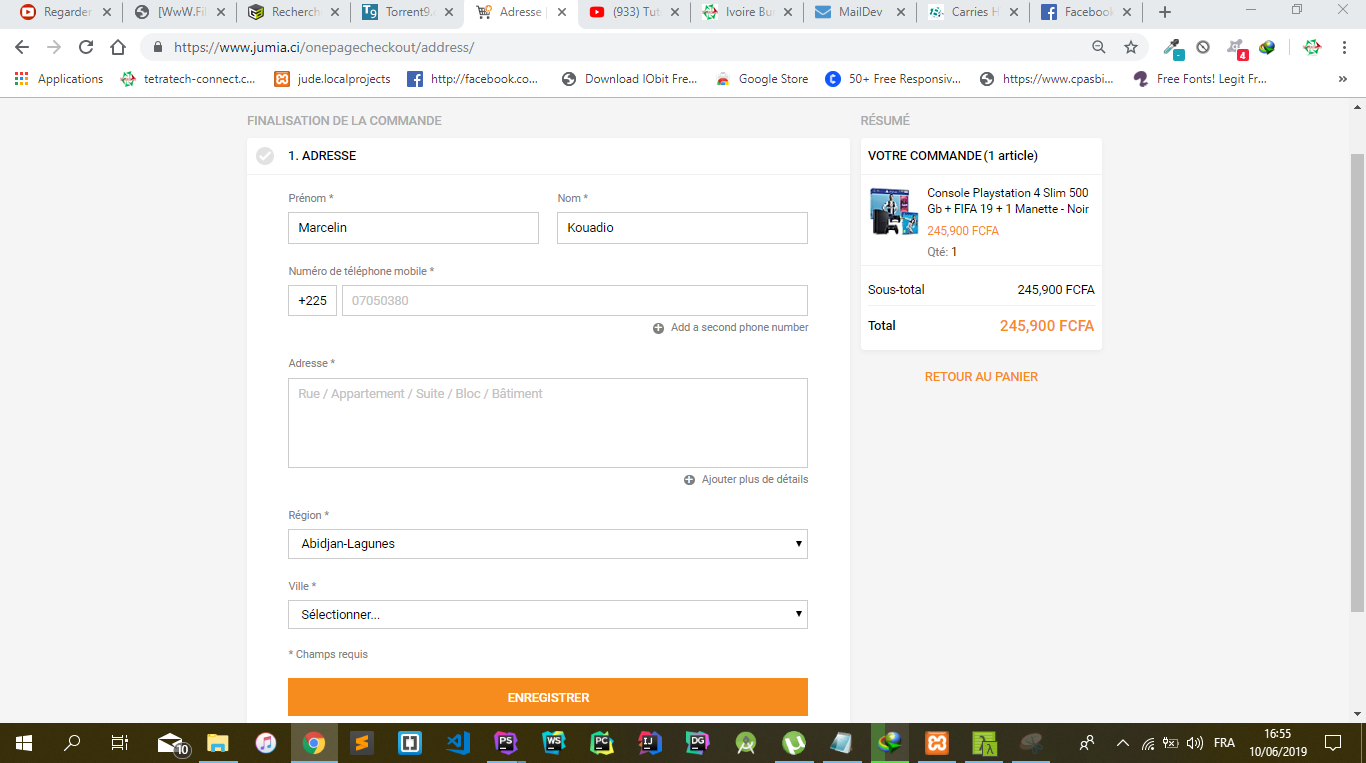 Regarder
[WwW.Fil
Recherch
Torrent9.
Adresse |
(933) Tut
Ivoire Bu
MailDev
Carries H
Facebook
https://www.jumia.ci/onepagecheckout/address/
4
Applications
tetratech-connect.c...
jude.localprojects
http://facebook.co...
Download IObit Fre...
Google Store
50+ Free Responsiv...
https://www.cpasbi...
Free Fonts! Legit Fr...
»
FINALISATION DE LA COMMANDE
1. ADRESSE
Prénom *
Nom *
Marcelin
Kouadio
Numéro de téléphone mobile *
+225
07050380
Add a second phone number
Adresse *
Rue / Appartement / Suite / Bloc / Bâtiment
Ajouter plus de détails
Région *
Abidjan-Lagunes
Ville *
Sélectionner...
* Champs requis
ENREGISTRER
RÉSUMÉ
VOTRE COMMANDE (1 article)
Console Playstation 4 Slim 500
Gb + FIFA 19 + 1 Manette - Noir
245,900 FCFA
Qté: 1
Sous-total
245,900 FCFA
Total
245,900 FCFA
RETOUR AU PANIER
10
PS
WS
PC
IJ
DG
FRA
16:55
10/06/2019